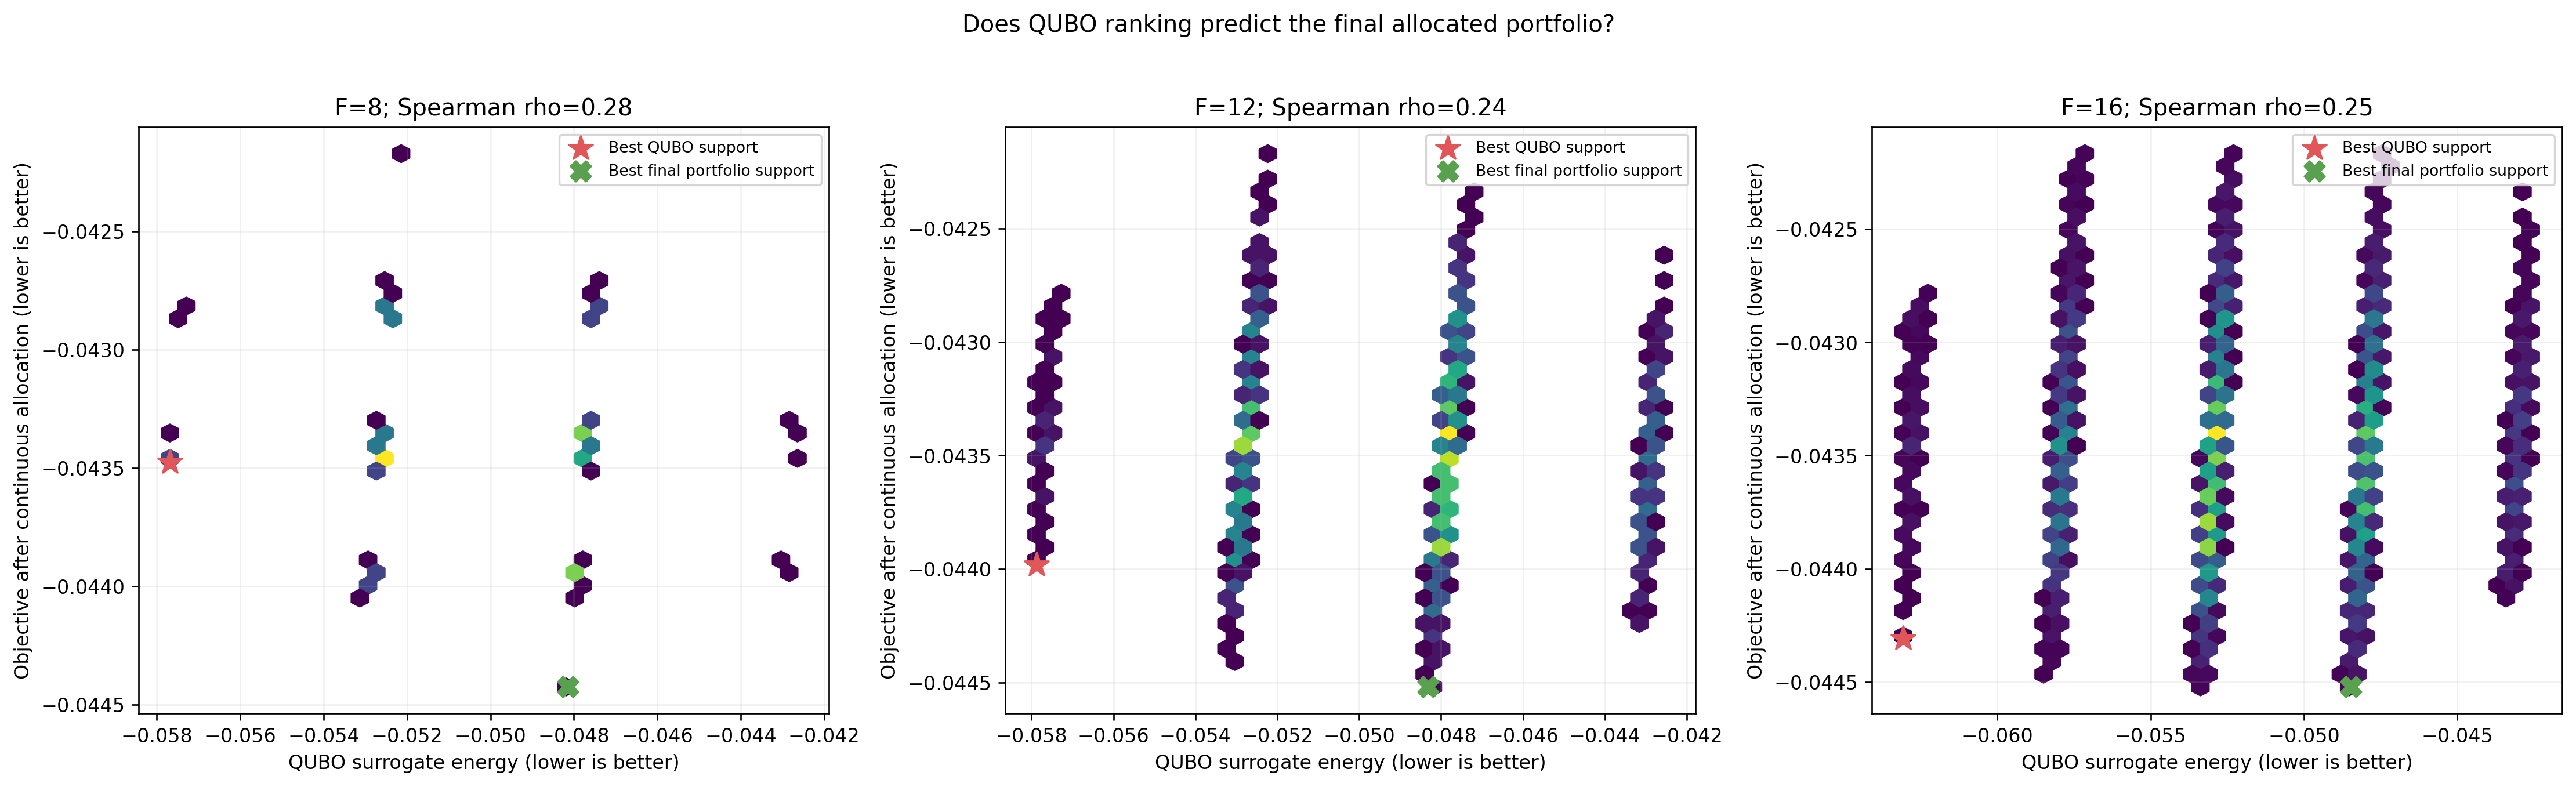 Does QUBO ranking predict the final allocated portfolio?
F=8; Spearman rho=0.28
Best QUBO support
Best final portfolio support
Objective after continuous allocation (lower is better)
−0.0425
−0.0430
−0.0435
−0.0440
−0.0445
−0.058 −0.056 −0.054 −0.052 −0.050 −0.048 −0.046 −0.044 −0.042
QUBO surrogate energy (lower is better)
F=12; Spearman rho=0.24
Best QUBO support
Best final portfolio support
Objective after continuous allocation (lower is better)
−0.0425
−0.0430
−0.0435
−0.0440
−0.0445
−0.058 −0.056 −0.054 −0.052 −0.050 −0.048 −0.046 −0.044 −0.042
QUBO surrogate energy (lower is better)
F=16; Spearman rho=0.25
Best QUBO support
Best final portfolio support
Objective after continuous allocation (lower is better)
−0.0425
−0.0430
−0.0435
−0.0440
−0.0445
−0.060 −0.055 −0.050 −0.045
QUBO surrogate energy (lower is better)